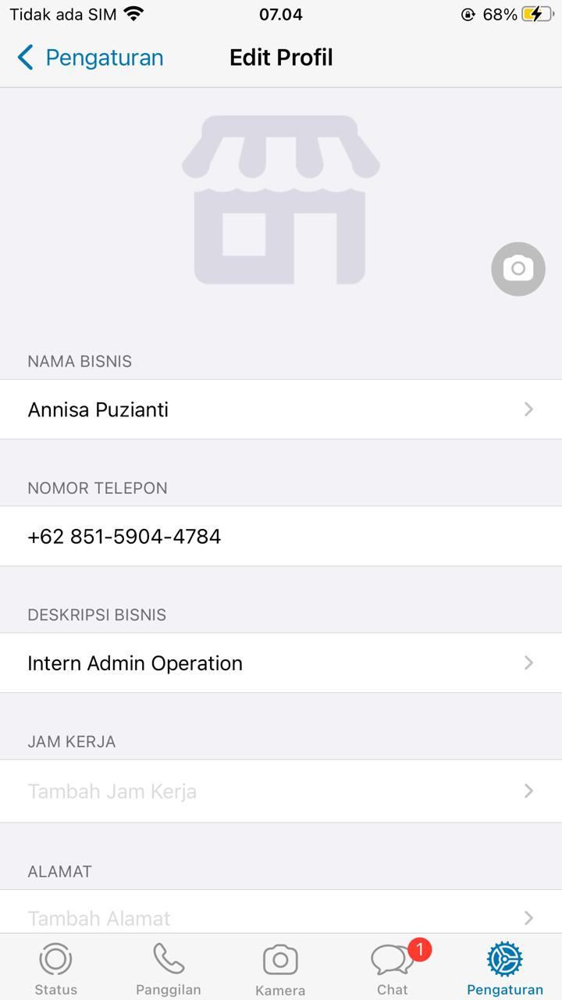 Tidak ada SIM 07.04 68%
Pengaturan Edit Profil
NAMA BISNIS
Annisa Puzianti
NOMOR TELEPON
+62 851-5904-4784
DESKRIPSI BISNIS
Intern Admin Operation
JAM KERJA
Tambah Jam Kerja
ALAMAT
Tambah Alamat
1
Status Panggilan Kamera Chat Pengaturan